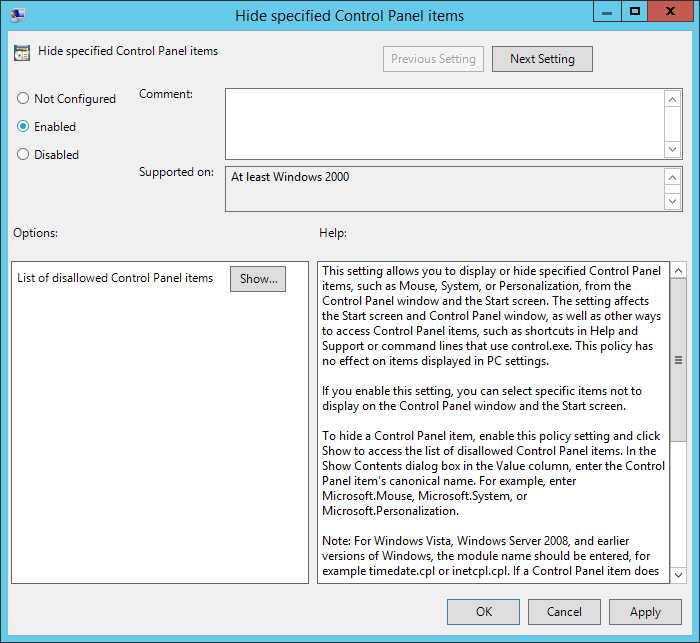 Hide specified Control Panel items
Hide specified Control Panel items
Previous Setting
Next Setting
Not Configured
Enabled
Disabled
Comment:
Supported on:
At least Windows 2000
Options:
Help:
List of disallowed Control Panel items
Show...
This setting allows you to display or hide specified Control Panel
items, such as Mouse, System, or Personalization, from the
Control Panel window and the Start screen. The setting affects
the Start screen and Control Panel window, as well as other ways
to access Control Panel items, such as shortcuts in Help and
Support or command lines that use control.exe. This policy has
no effect on items displayed in PC settings.
If you enable this setting, you can select specific items not to
display on the Control Panel window and the Start screen.
To hide a Control Panel item, enable this policy setting and click
Show to access the list of disallowed Control Panel items. In the
Show Contents dialog box in the Value column, enter the Control
Panel item's canonical name. For example, enter
Microsoft.Mouse, Microsoft.System, or
Microsoft.Personalization.
Note: For Windows Vista, Windows Server 2008, and earlier
versions of Windows, the module name should be entered, for
example timedate.cpl or inetcpl.cpl. If a Control Panel item does
OK
Cancel
Apply